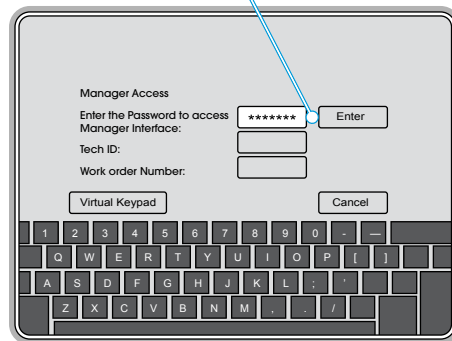 Manager Access
Enter the Password to access
Manager Interface:
*******
Enter
Tech ID:
Work order Number:
Virtual Keypad
Cancel
1 2 3 4 5 6 7 8 9 0 - —
Q W E R T Y U I O P [ ]
A S D F G H J K L ; '
Z X C V B N M , . /